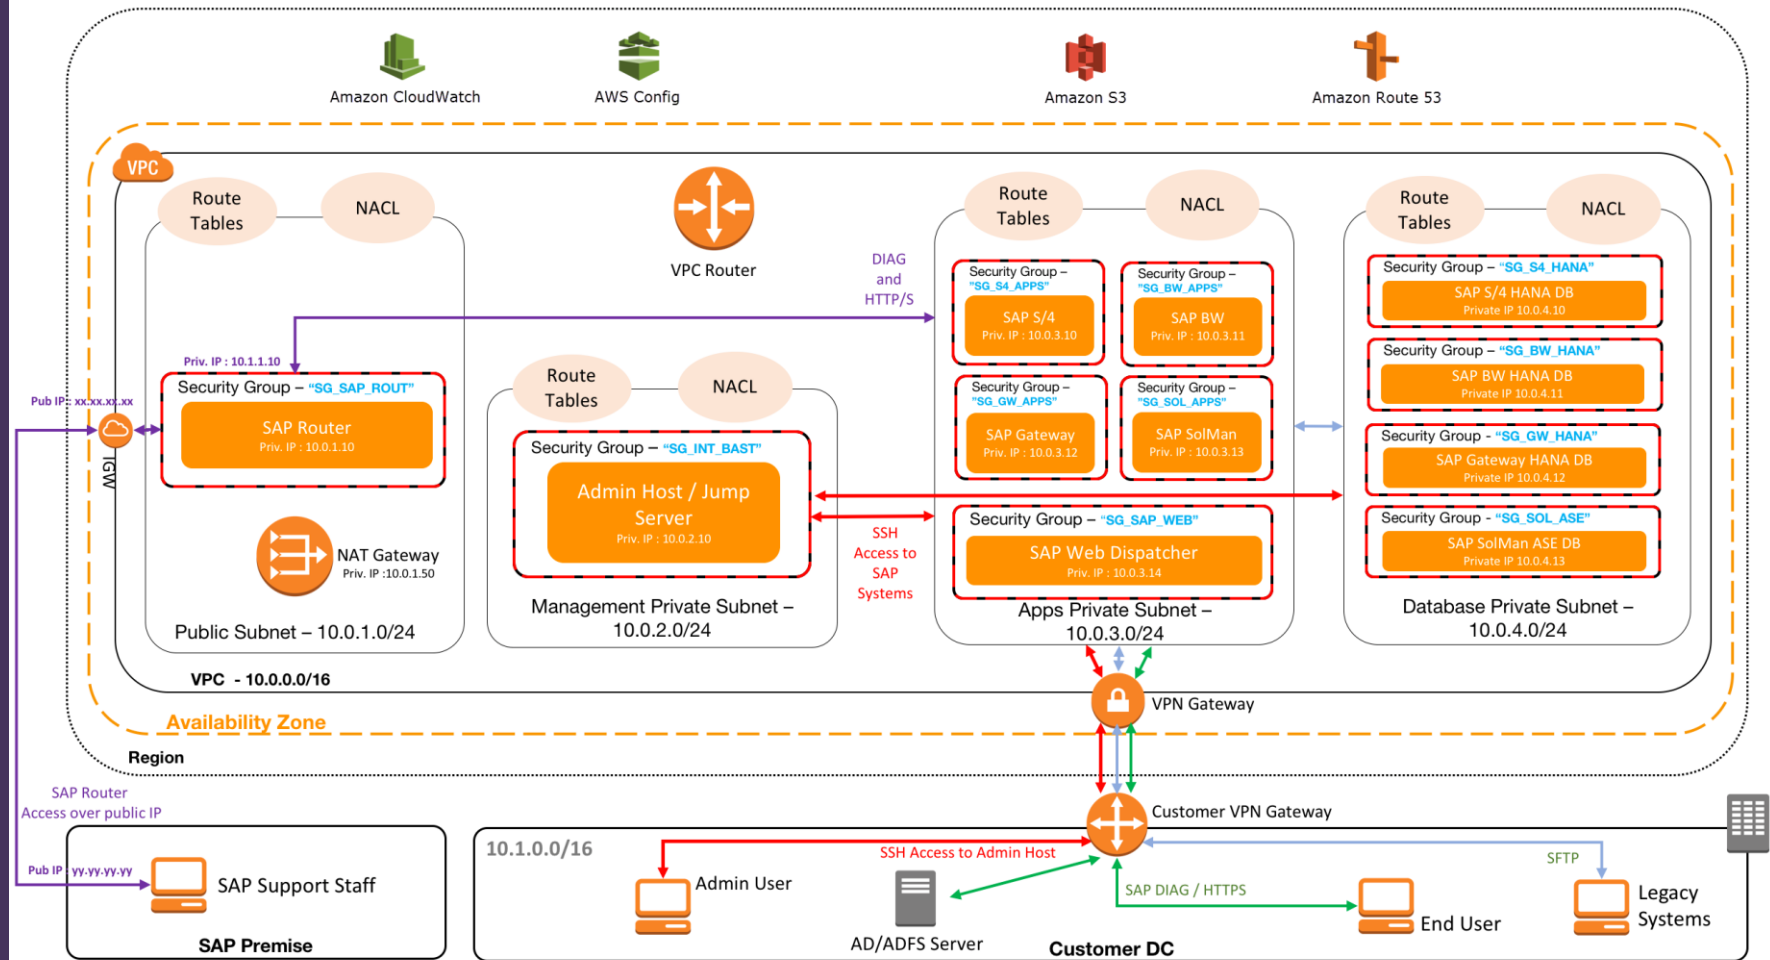 Amazon CloudWatch
AWS Config
Amazon S3
Amazon Route 53
VPC
Route
Tables
NACL
VPC Router
DIAG
and
HTTP/S
Route
Tables
NACL
Route
Tables
NACL
Security Group –
"SG_S4_APPS"
SAP S/4
Priv. IP : 10.0.3.10
Security Group –
"SG_BW_APPS"
SAP BW
Priv. IP : 10.0.3.11
Security Group – "SG_S4_HANA"
SAP S/4 HANA DB
Private IP 10.0.4.10
Security Group – "SG_BW_HANA"
SAP BW HANA DB
Private IP 10.0.4.11
Priv. IP : 10.1.1.10
Security Group – "SG_SAP_ROUT"
SAP Router
Priv. IP : 10.0.1.10
Pub IP : xx.xx.xx.xx
IGW
Route
Tables
NACL
Security Group – "SG_INT_BAST"
Admin Host / Jump
Server
Priv. IP : 10.0.2.10
Security Group –
"SG_GW_APPS"
SAP Gateway
Priv. IP : 10.0.3.12
Security Group –
"SG_SOL_APPS"
SAP SolMan
Priv. IP : 10.0.3.13
Security Group - "SG_GW_HANA"
SAP Gateway HANA DB
Private IP 10.0.4.12
Security Group - "SG_SOL_ASE"
SAP SolMan ASE DB
Private IP 10.0.4.13
NAT Gateway
Priv. IP :10.0.1.50
SSH
Access to
SAP
Systems
Security Group – "SG_SAP_WEB"
SAP Web Dispatcher
Priv. IP : 10.0.3.14
Public Subnet – 10.0.1.0/24
Management Private Subnet –
10.0.2.0/24
Apps Private Subnet –
10.0.3.0/24
Database Private Subnet –
10.0.4.0/24
VPC - 10.0.0.0/16
VPN Gateway
Availability Zone
Region
SAP Router
Access over public IP
Customer VPN Gateway
Pub IP : yy.yy.yy.yy
SAP Support Staff
SAP Premise
10.1.0.0/16
SSH Access to Admin Host
SFTP
Admin User
SAP DIAG / HTTPS
AD/ADFS Server
End User
Legacy
Systems
Customer DC